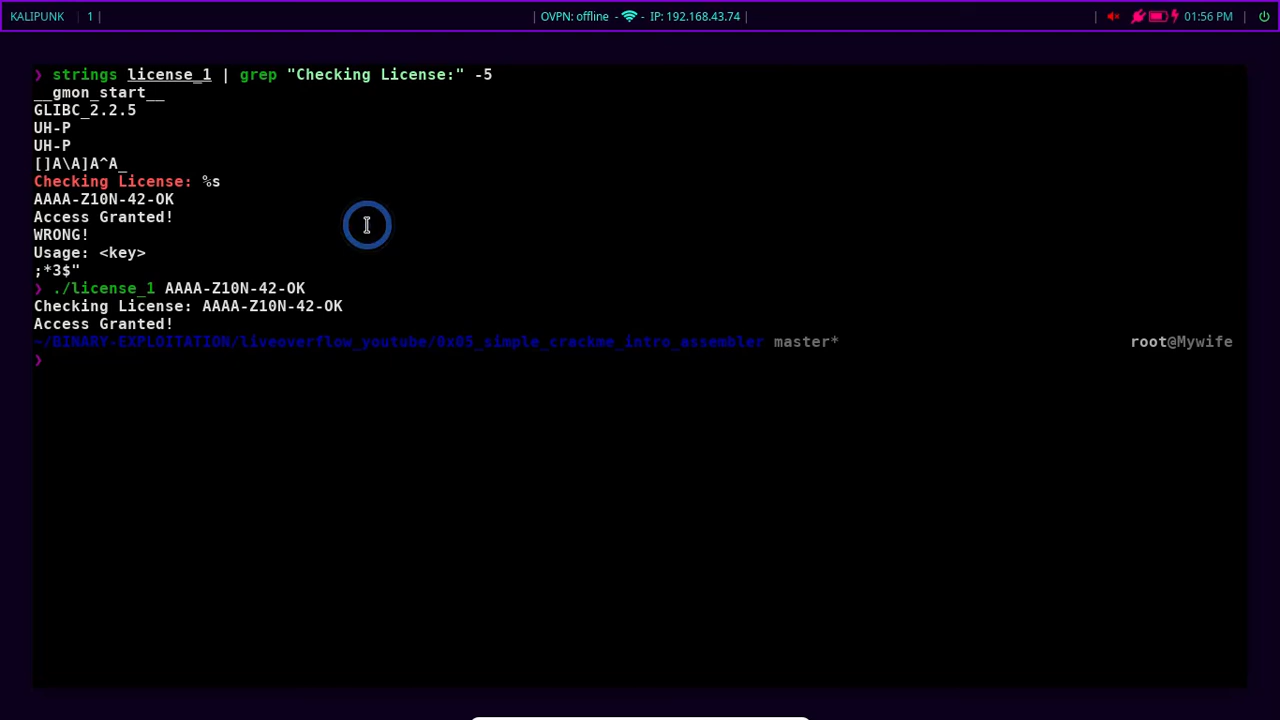 KALIPUNK | 1 | | OVPN: offline - - IP: 192.168.43.74 | | 01:56 PM |
❯ strings license_1 | grep "Checking License:" -5
__gmon_start__
GLIBC_2.2.5
UH-P
UH-P
[]A\A]A^A_
Checking License: %s
AAAA-Z10N-42-OK
Access Granted!
WRONG!
Usage: <key>
;*3$"
❯ ./license_1 AAAA-Z10N-42-OK
Checking License: AAAA-Z10N-42-OK
Access Granted!
~/BINARY-EXPLOITATION/liveoverflow_youtube/0x05_simple_crackme_intro_assembler master* root@Mywife
❯